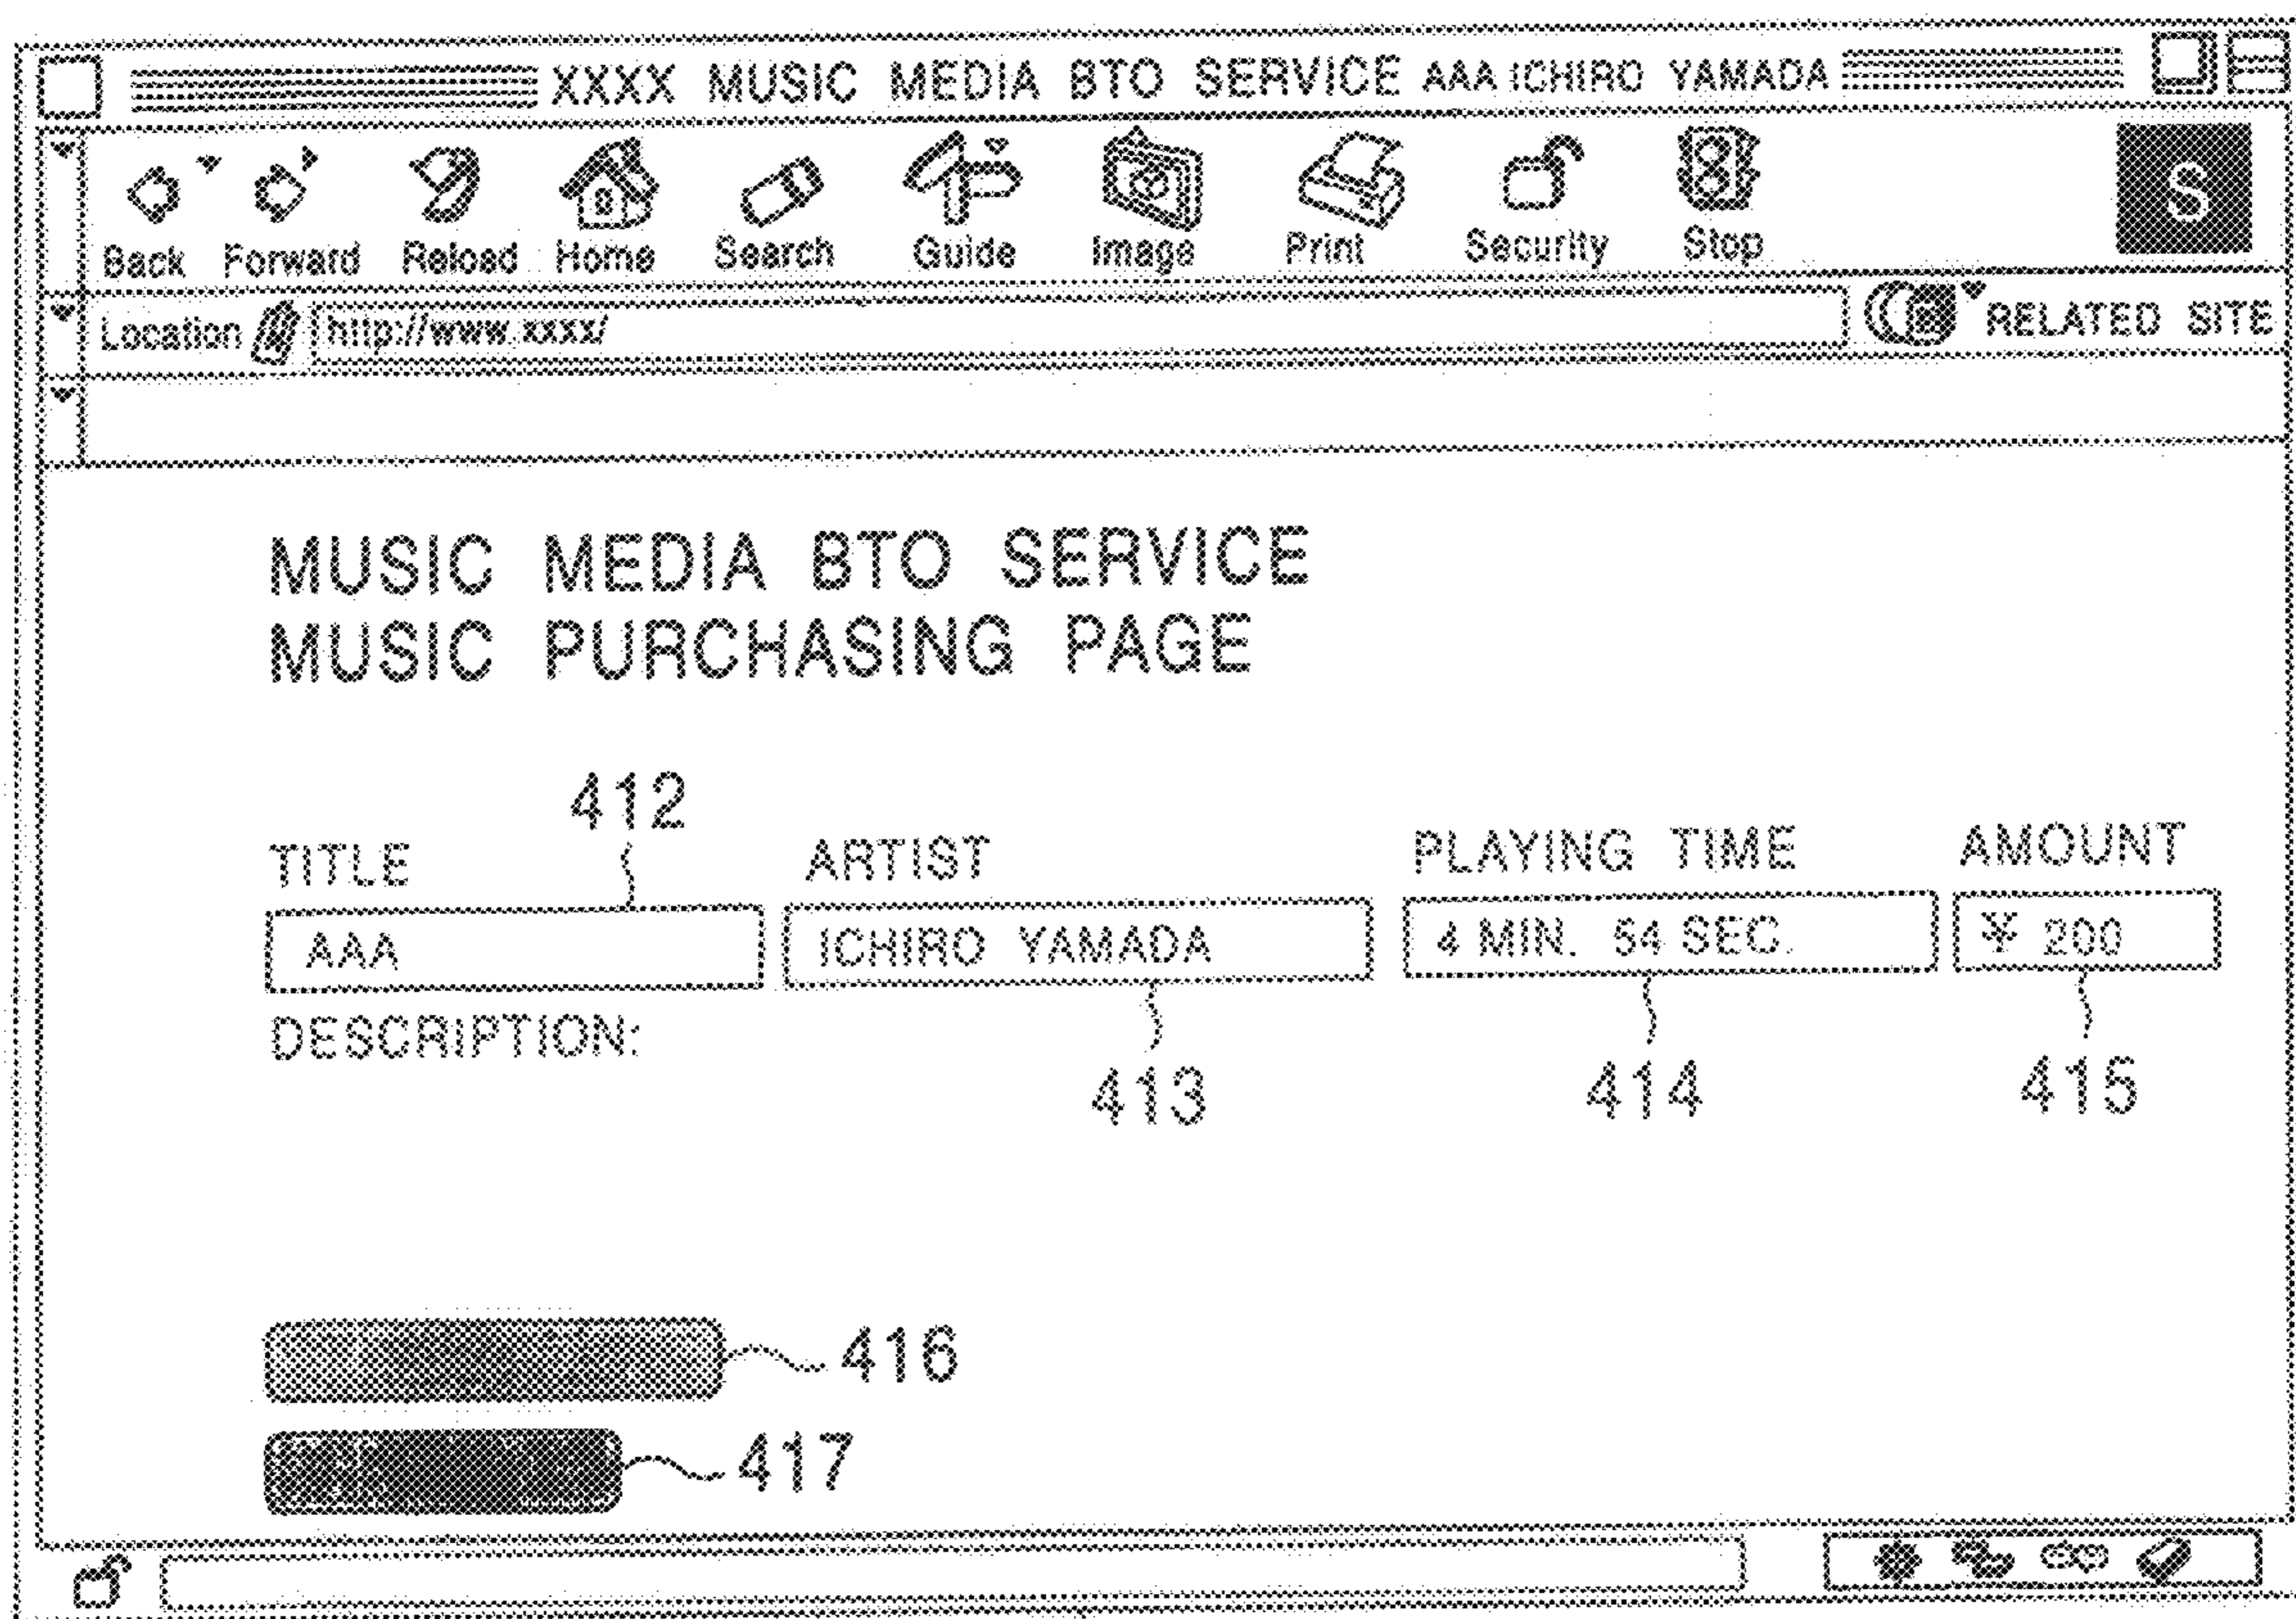 XXXX MUSIC MEDIA BTO SERVICE AAA ICHIRO YAMADA
S
Back Forward Reload Home Search Guide Image Print Security Stop
Location http://www.xxxx/ RELATED SITE
MUSIC MEDIA BTO SERVICE
MUSIC PURCHASING PAGE
412
TITLE ARTIST PLAYING TIME AMOUNT
AAA ICHIRO YAMADA 4 MIN. 54 SEC. ¥ 200
DESCRIPTION:
413 414 415
416
417